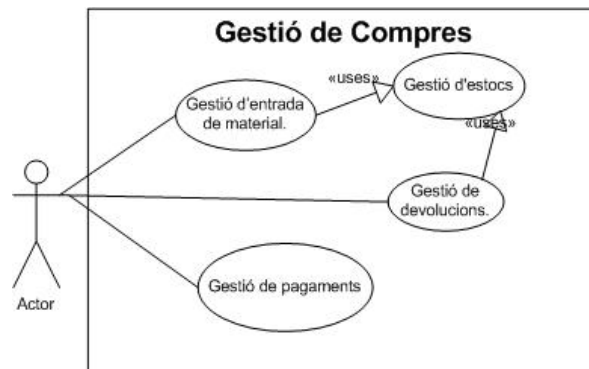 Gestió de Compres
«uses»
Gestió d'estocs
Gestió d'entrada
de material.
«uses»
Gestió de
devolucions.
Gestió de pagaments
Actor